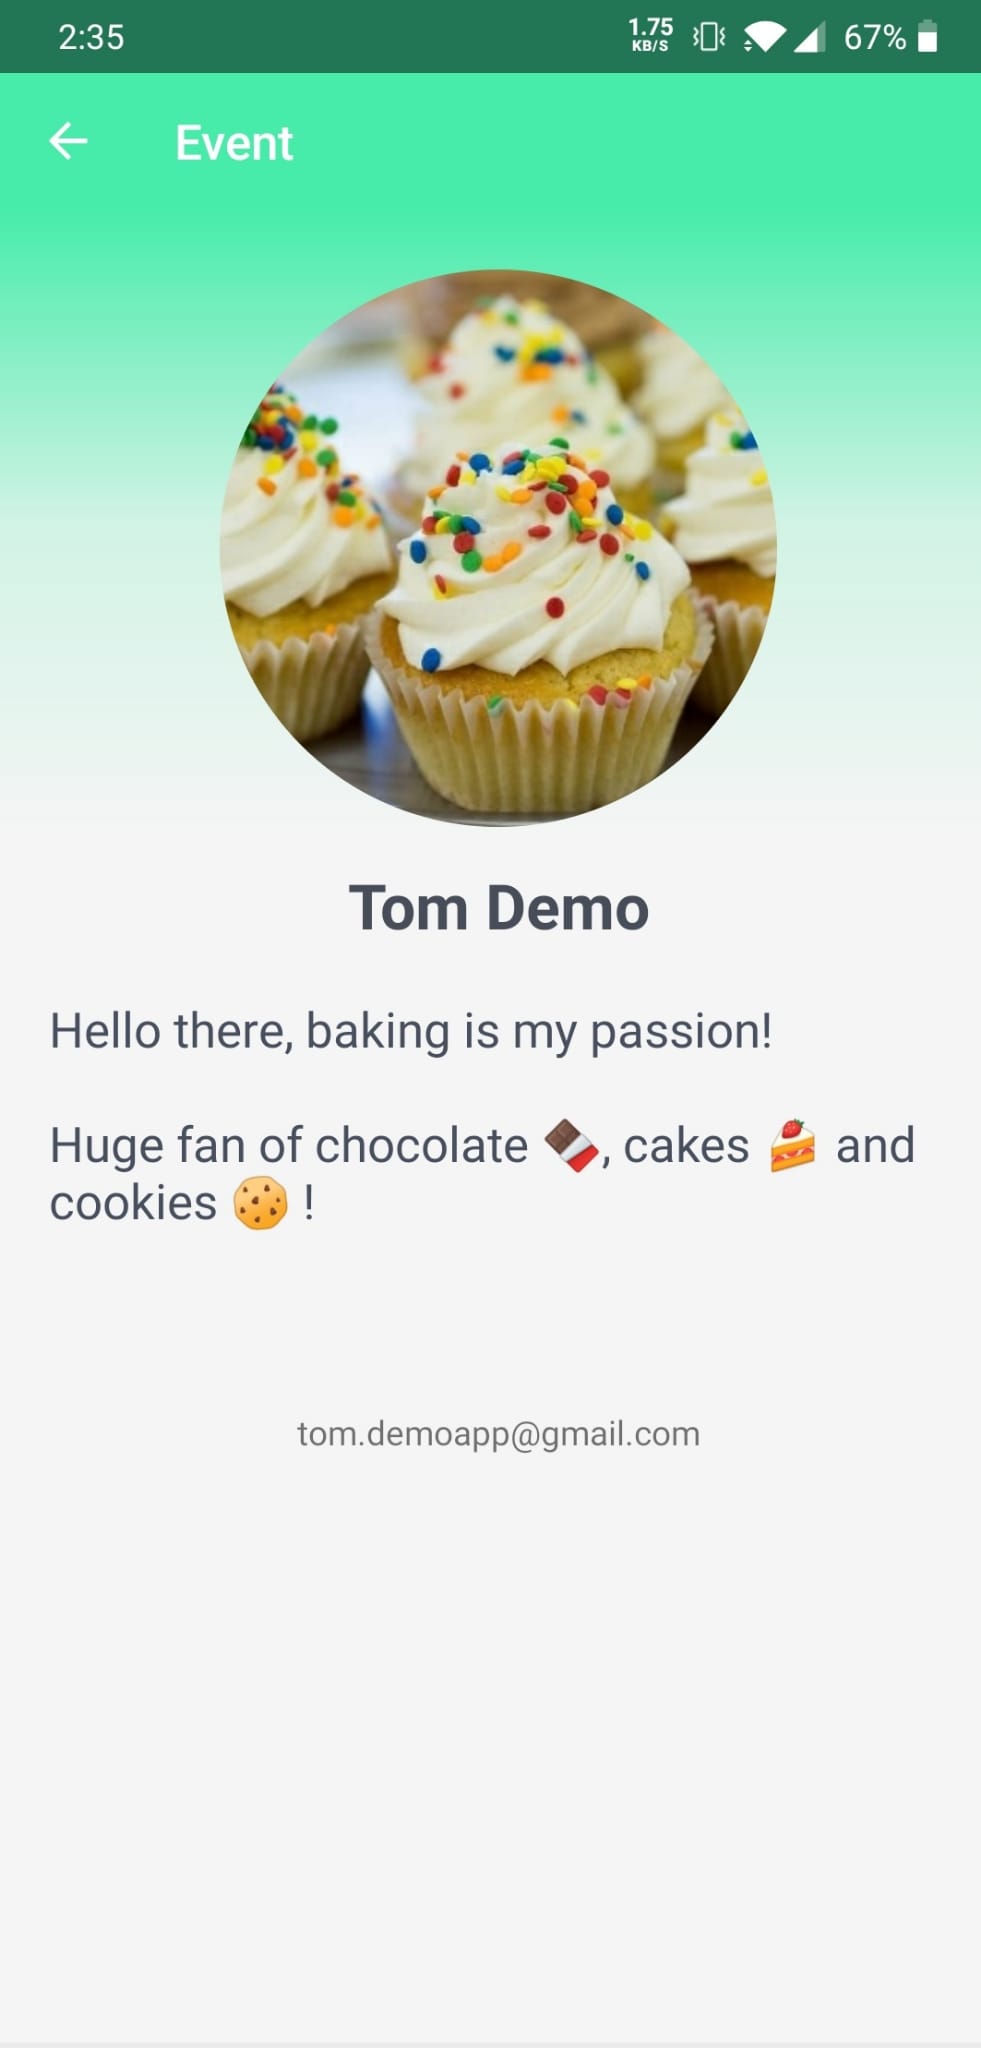 2:35
1.75
KB/S
67%
Event
Tom Demo
Hello there, baking is my passion!
Huge fan of chocolate 🍫, cakes 🍰 and
cookies 🍪 !
tom.demoapp@gmail.com